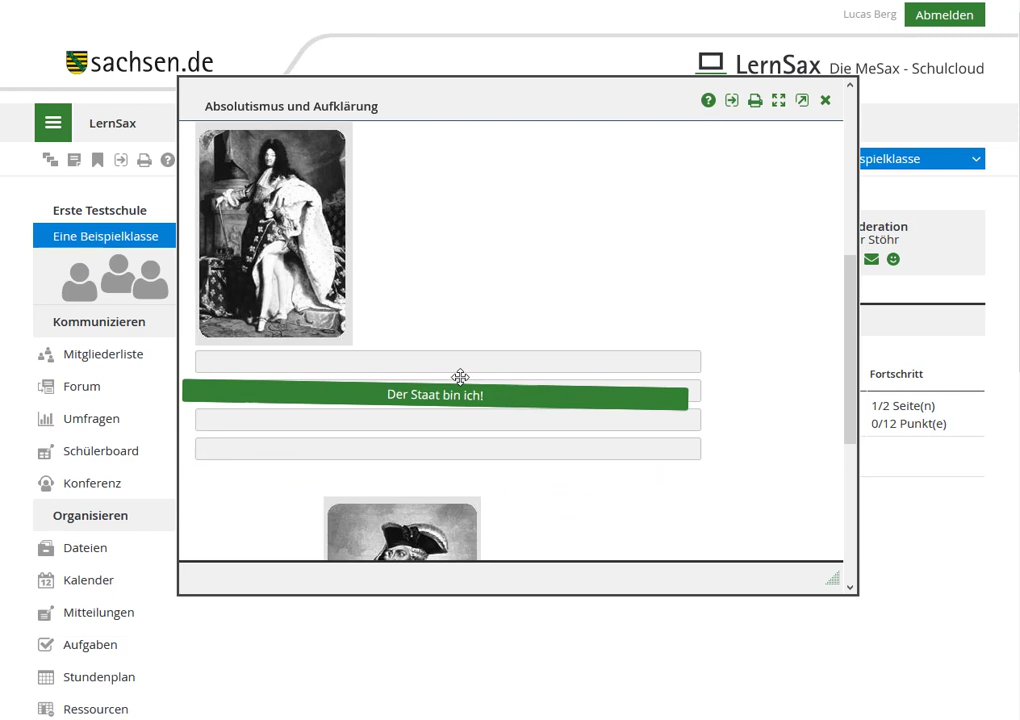 Lucas Berg
Abmelden
sachsen.de
LernSax Die MeSax - Schulcloud
LernSax
Absolutismus und Aufklärung
spielklasse
Erste Testschule
Eine Beispielklasse
deration
r Stöhr
Kommunizieren
Mitgliederliste
Forum
Umfragen
Schülerboard
Konferenz
Organisieren
Dateien
12
Kalender
Mitteilungen
Aufgaben
Stundenplan
Ressourcen
Der Staat bin ich!
Fortschritt
1/2 Seite(n)
0/12 Punkt(e)